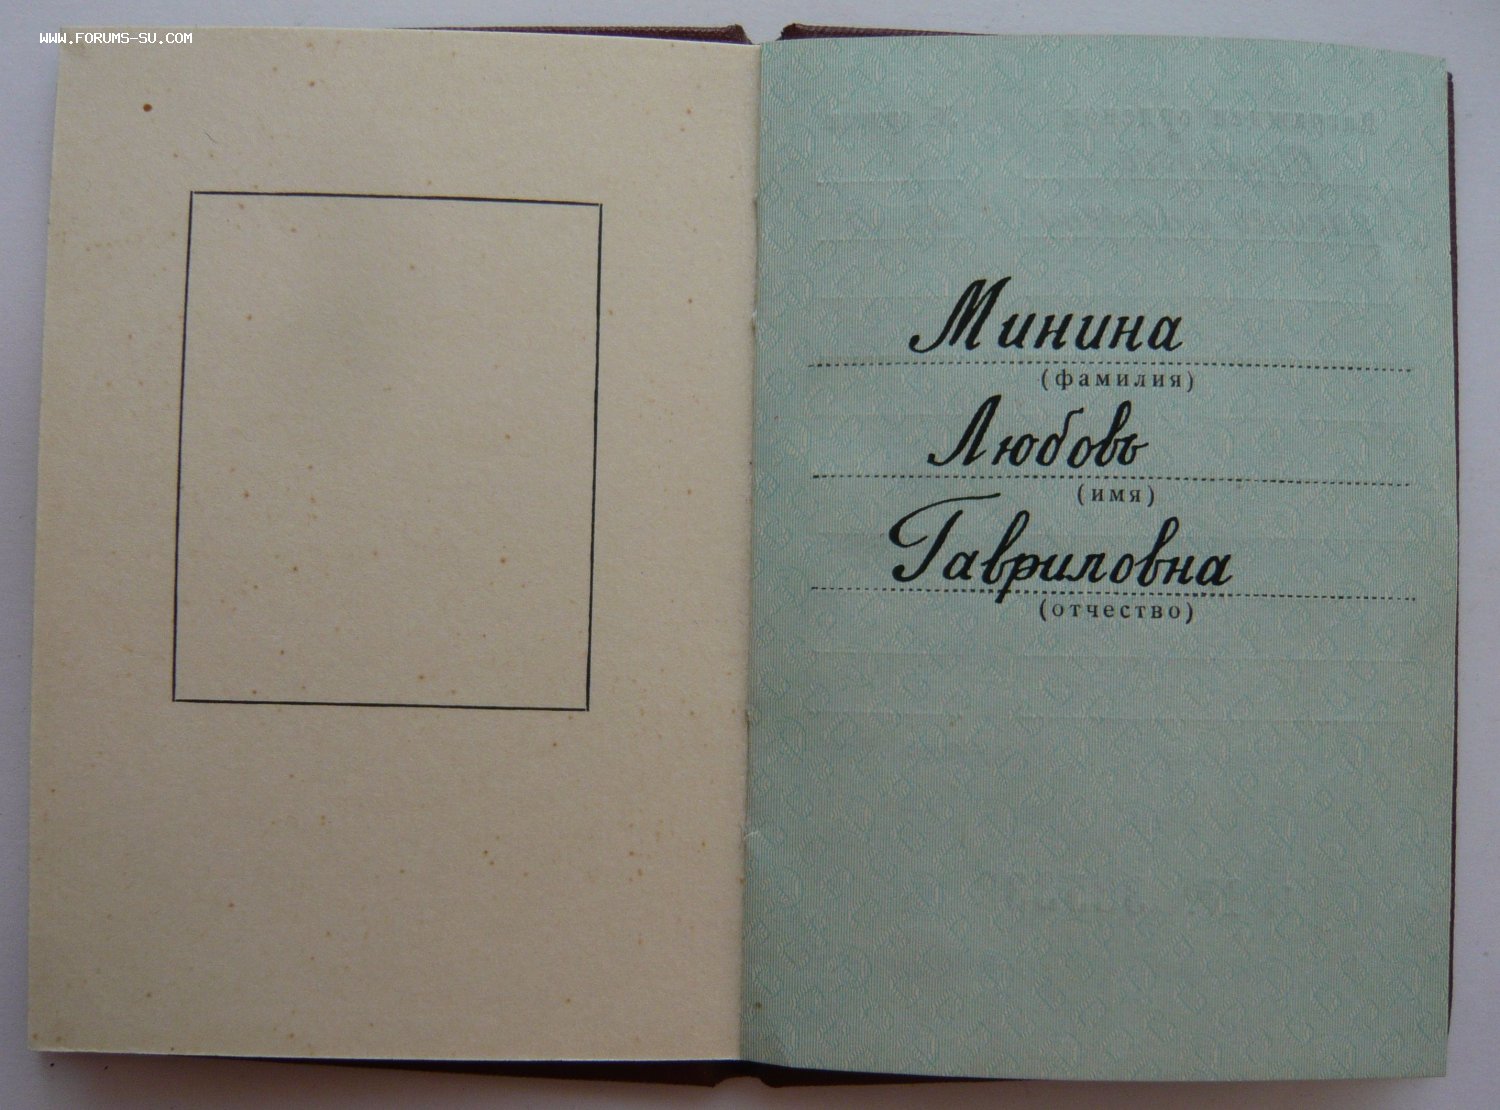 WWW.FORUMS-SU.COM
Минина
(фамилия)
Любовь
(имя)
Гавриловна
(отчество)